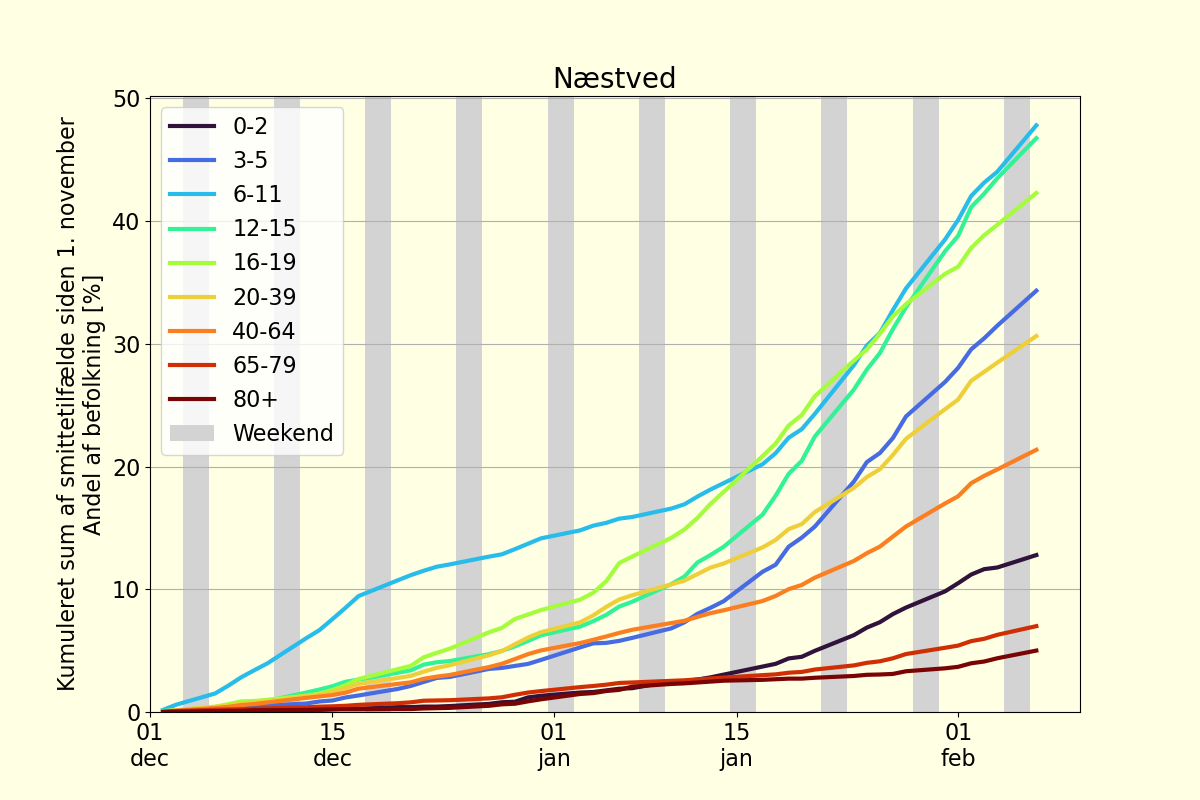 Næstved
Kumuleret sum af smittetilfælde siden 1. november
Andel af befolkning [%]
50
40
30
20
10
0
0-2
3-5
6-11
12-15
16-19
20-39
40-64
65-79
80+
Weekend
01 15 01 15 01
dec dec jan jan feb